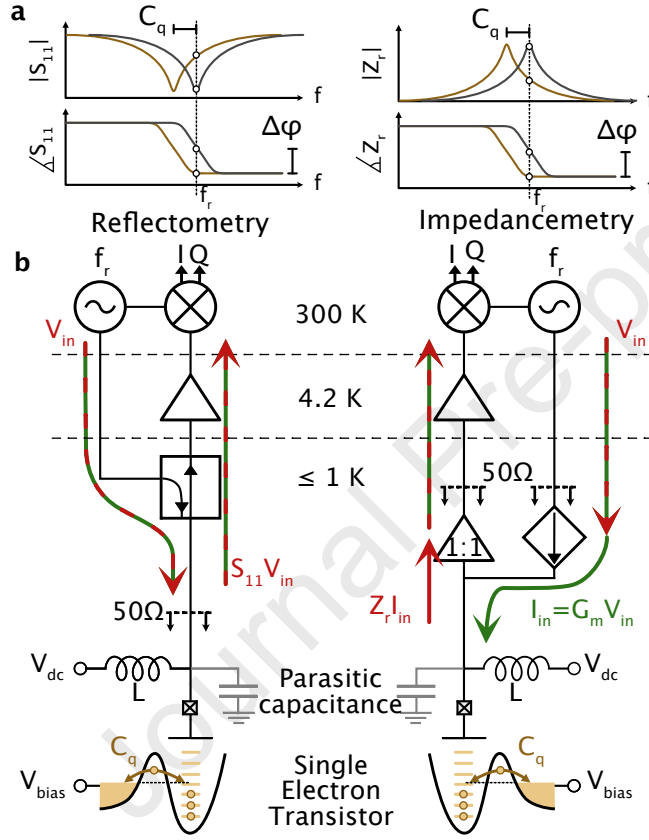 a
C_q
C_q
|S_11|
f
|Z_r|
f
∡S_11
Δφ
f
∡Z_r
Δφ
f
f_r
f_r
Reflectometry
Impedancemetry
b
f_r
I Q
I Q
f_r
V_in
300 K
V_in
4.2 K
≤ 1 K
50Ω
1:1
S_11V_in
50Ω
Z_rI_in
I_in=G_mV_in
V_dc
L
Parasitic
capacitance
L
V_dc
C_q
V_bias
Single
Electron
Transistor
C_q
V_bias
Journal Pre-p